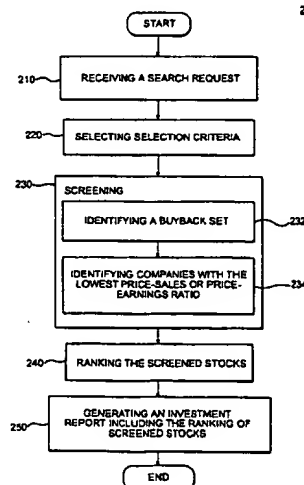 2
START
210
RECEIVING A SEARCH REQUEST
220
SELECTING SELECTION CRITERIA
230
SCREENING
IDENTIFYING A BUYBACK SET
232
IDENTIFYING COMPANIES WITH THE
LOWEST PRICE-SALES OR PRICE-
EARNINGS RATIO
234
240
RANKING THE SCREENED STOCKS
250
GENERATING AN INVESTMENT
REPORT INCLUDING THE RANKING OF
SCREENED STOCKS
END